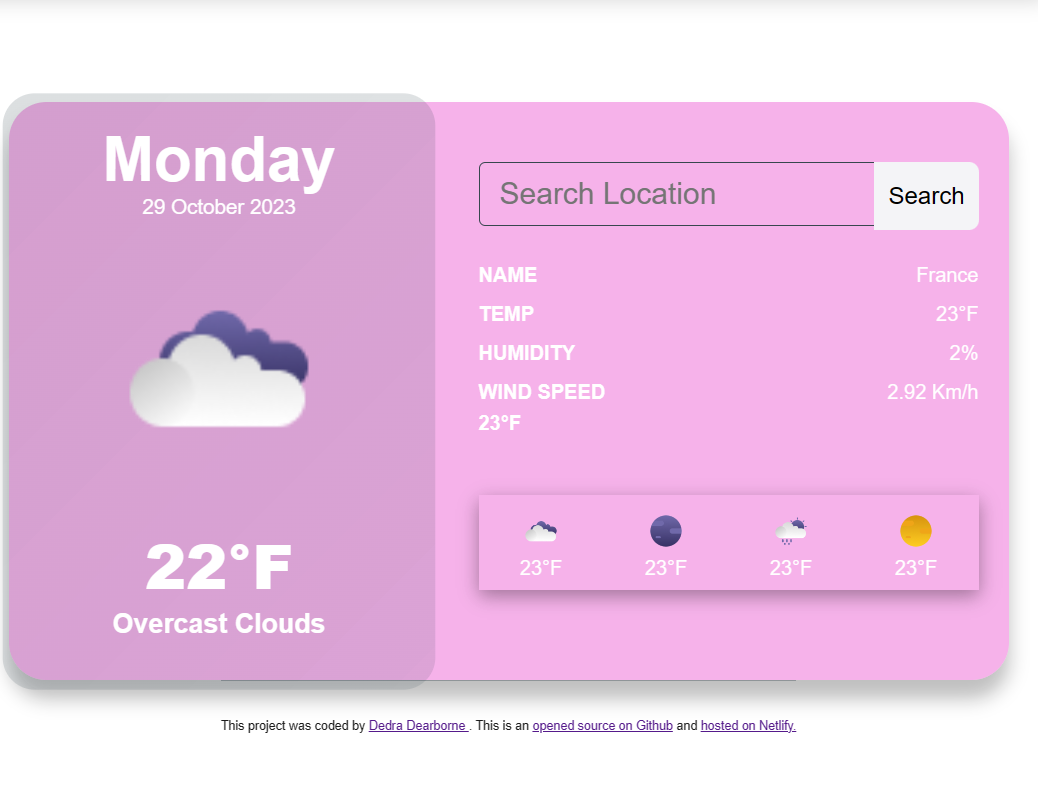 Monday
29 October 2023
22°F
Overcast Clouds
Search Location
Search
NAME France
TEMP 23°F
HUMIDITY 2%
WIND SPEED 2.92 Km/h
23°F
23°F 23°F 23°F 23°F
This project was coded by Dedra Dearborne . This is an opened source on Github and hosted on Netlify.